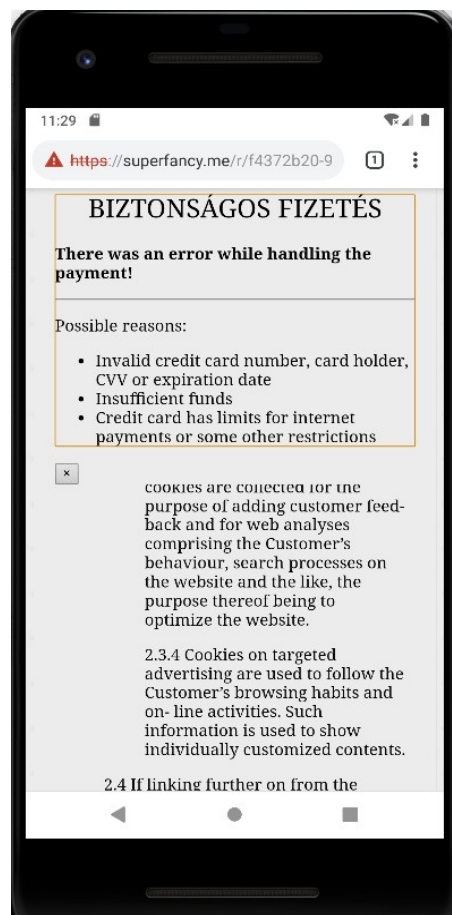 11:29
https://superfancy.me/r/f4372b20-9
1
BIZTONSÁGOS FIZETÉS
There was an error while handling the
payment!
Possible reasons:
• Invalid credit card number, card holder,
CVV or expiration date
• Insufficient funds
• Credit card has limits for internet
payments or some other restrictions
×
cookies are collected for the
purpose of adding customer feed-
back and for web analyses
comprising the Customer’s
behaviour, search processes on
the website and the like, the
purpose thereof being to
optimize the website.
2.3.4 Cookies on targeted
advertising are used to follow the
Customer’s browsing habits and
on- line activities. Such
information is used to show
individually customized contents.
2.4 If linking further on from the